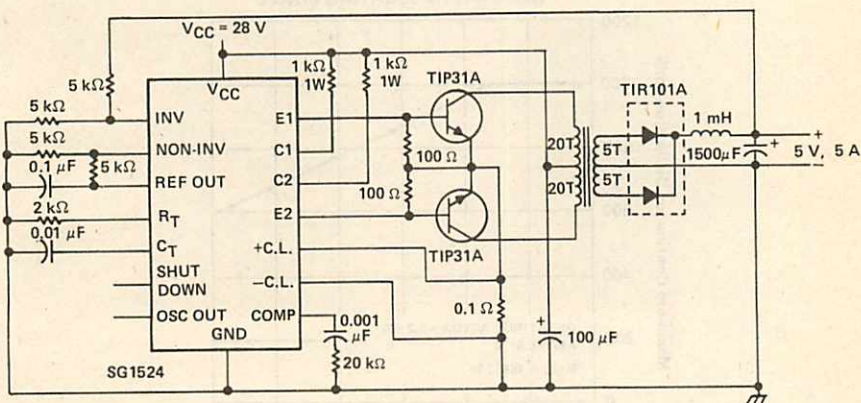 VCC = 28 V
5 kΩ
1 kΩ
1W
1 kΩ
1W
TIP31A
TIR101A
1 mH
VCC
5 kΩ
INV
E1
5 kΩ
NON-INV
C1
100 Ω
20T
5T
1500μF
+
+
5 V, 5 A
–
0.1 μF
5 kΩ
REF OUT
C2
100 Ω
20T
5T
2 kΩ
RT
E2
0.01 μF
CT
+C.L.
TIP31A
SHUT
DOWN
–C.L.
0.1 Ω
OSC OUT
COMP
0.001
μF
+
100 μF
GND
20 kΩ
SG1524